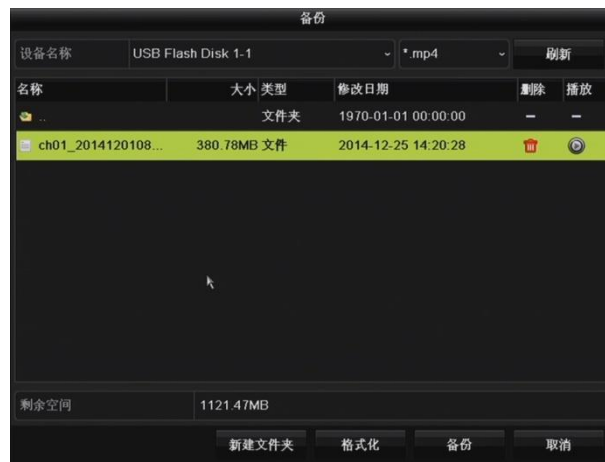 备份
设备名称 USB Flash Disk 1-1 *.mp4 刷新
名称 大小 类型 修改日期 删除 播放
.. 文件夹 1970-01-01 00:00:00 — —
ch01_2014120108... 380.78MB 文件 2014-12-25 14:20:28
剩余空间 1121.47MB
新建文件夹 格式化 备份 取消